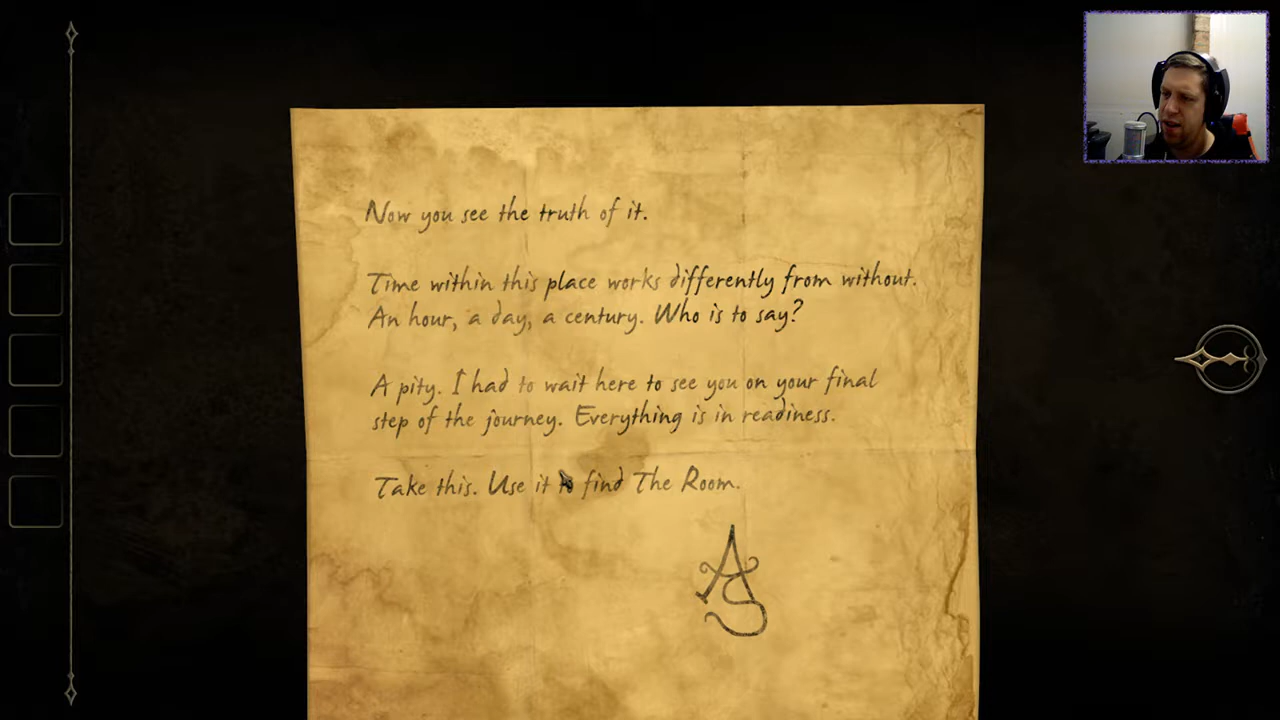 Now you see the truth of it.
Time within this place works differently from without.
An hour, a day, a century. Who is to say?
A pity. I had to wait here to see you on your final
step of the journey. Everything is in readiness.
Take this. Use it to find The Room.
AS